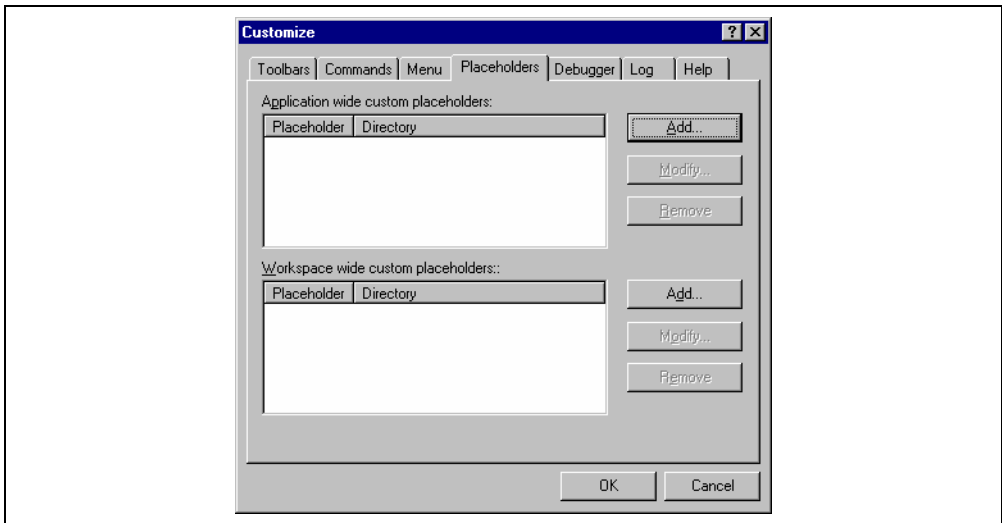 Customize
Toolbars Commands Menu Placeholders Debugger Log Help
Application wide custom placeholders:
Placeholder Directory
Add...
Modify...
Remove
Workspace wide custom placeholders::
Placeholder Directory
Add...
Modify...
Remove
OK Cancel